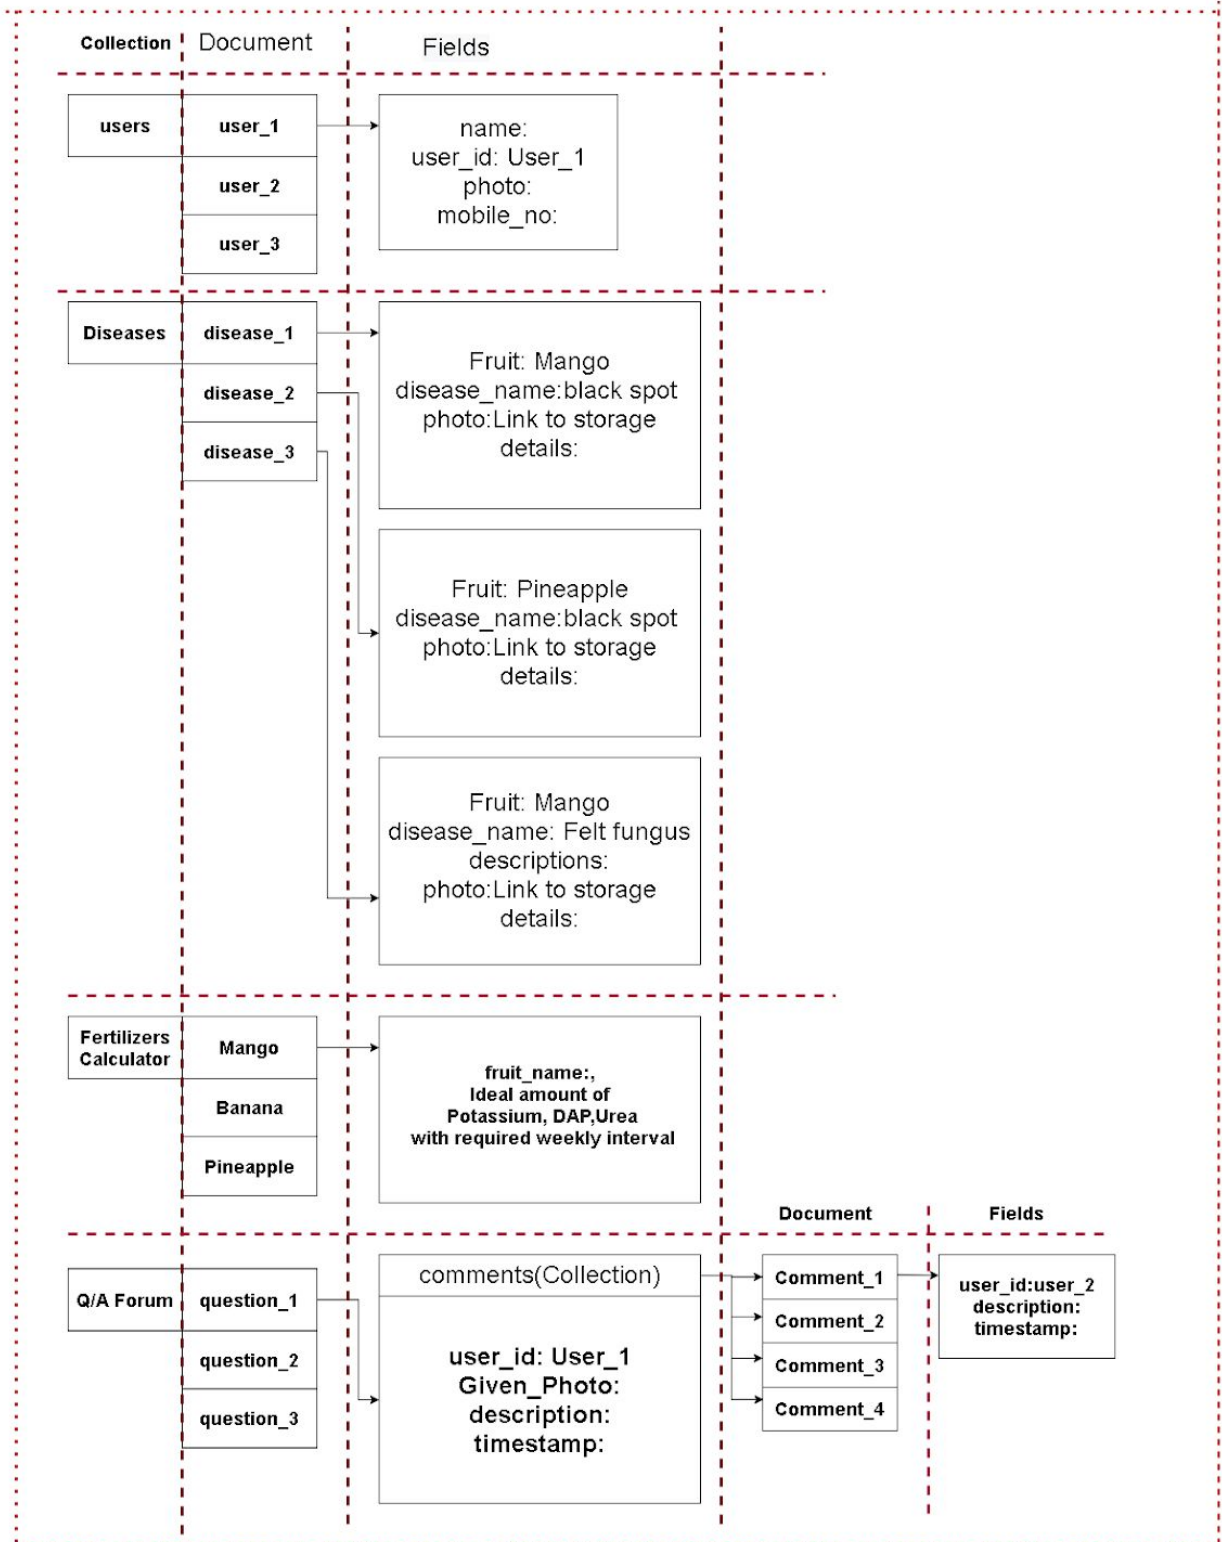 Collection
Document
Fields
users
user_1
user_2
user_3
name:
user_id: User_1
photo:
mobile_no:
Diseases
disease_1
disease_2
disease_3
Fruit: Mango
disease_name:black spot
photo:Link to storage
details:
Fruit: Pineapple
disease_name:black spot
photo:Link to storage
details:
Fruit: Mango
disease_name: Felt fungus
descriptions:
photo:Link to storage
details:
Fertilizers
Calculator
Mango
Banana
Pineapple
fruit_name:,
Ideal amount of
Potassium, DAP,Urea
with required weekly interval
Document
Fields
Q/A Forum
question_1
question_2
question_3
comments(Collection)
user_id: User_1
Given_Photo:
description:
timestamp:
Comment_1
Comment_2
Comment_3
Comment_4
user_id:user_2
description:
timestamp: